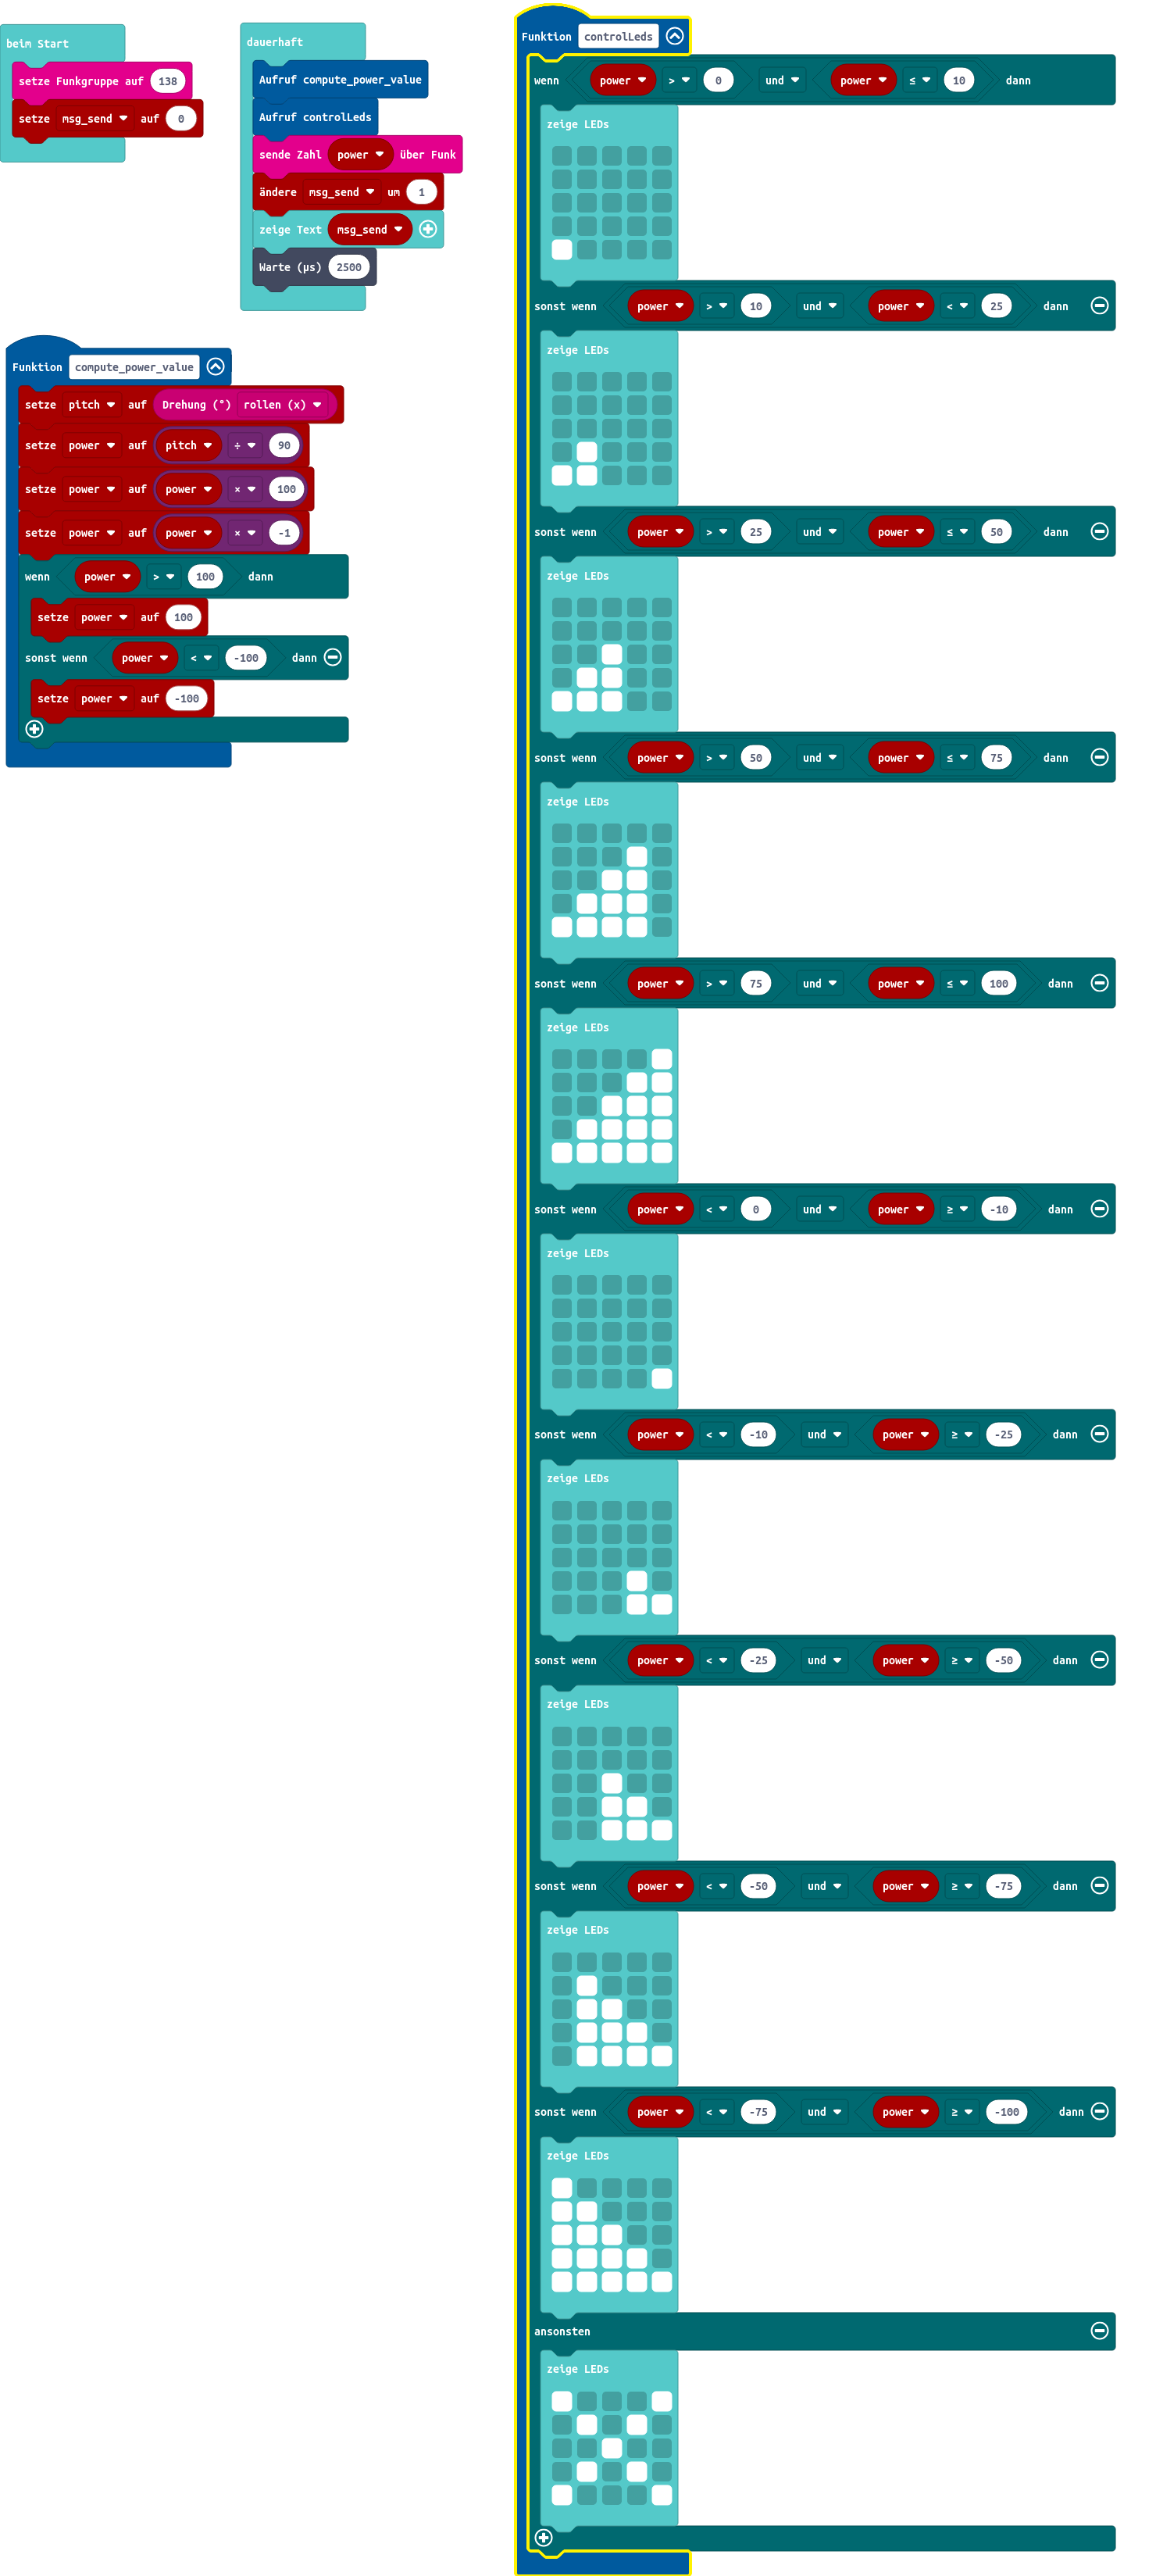 beim Start
setze Funkgruppe auf 138
setze msg_send auf 0
dauerhaft
Aufruf compute_power_value
Aufruf controlLeds
sende Zahl power über Funk
ändere msg_send um 1
zeige Text msg_send
Warte (µs) 2500
Funktion compute_power_value
setze pitch auf Drehung (°) rollen (x)
setze power auf pitch ÷ 90
setze power auf power × 100
setze power auf power × -1
wenn power > 100 dann
setze power auf 100
sonst wenn power < -100 dann
setze power auf -100
Funktion controlLeds
wenn power > 0 und power ≤ 10 dann
zeige LEDs
sonst wenn power > 10 und power < 25 dann
zeige LEDs
sonst wenn power > 25 und power ≤ 50 dann
zeige LEDs
sonst wenn power > 50 und power ≤ 75 dann
zeige LEDs
sonst wenn power > 75 und power ≤ 100 dann
zeige LEDs
sonst wenn power < 0 und power ≥ -10 dann
zeige LEDs
sonst wenn power < -10 und power ≥ -25 dann
zeige LEDs
sonst wenn power < -25 und power ≥ -50 dann
zeige LEDs
sonst wenn power < -50 und power ≥ -75 dann
zeige LEDs
sonst wenn power < -75 und power ≥ -100 dann
zeige LEDs
ansonsten
zeige LEDs